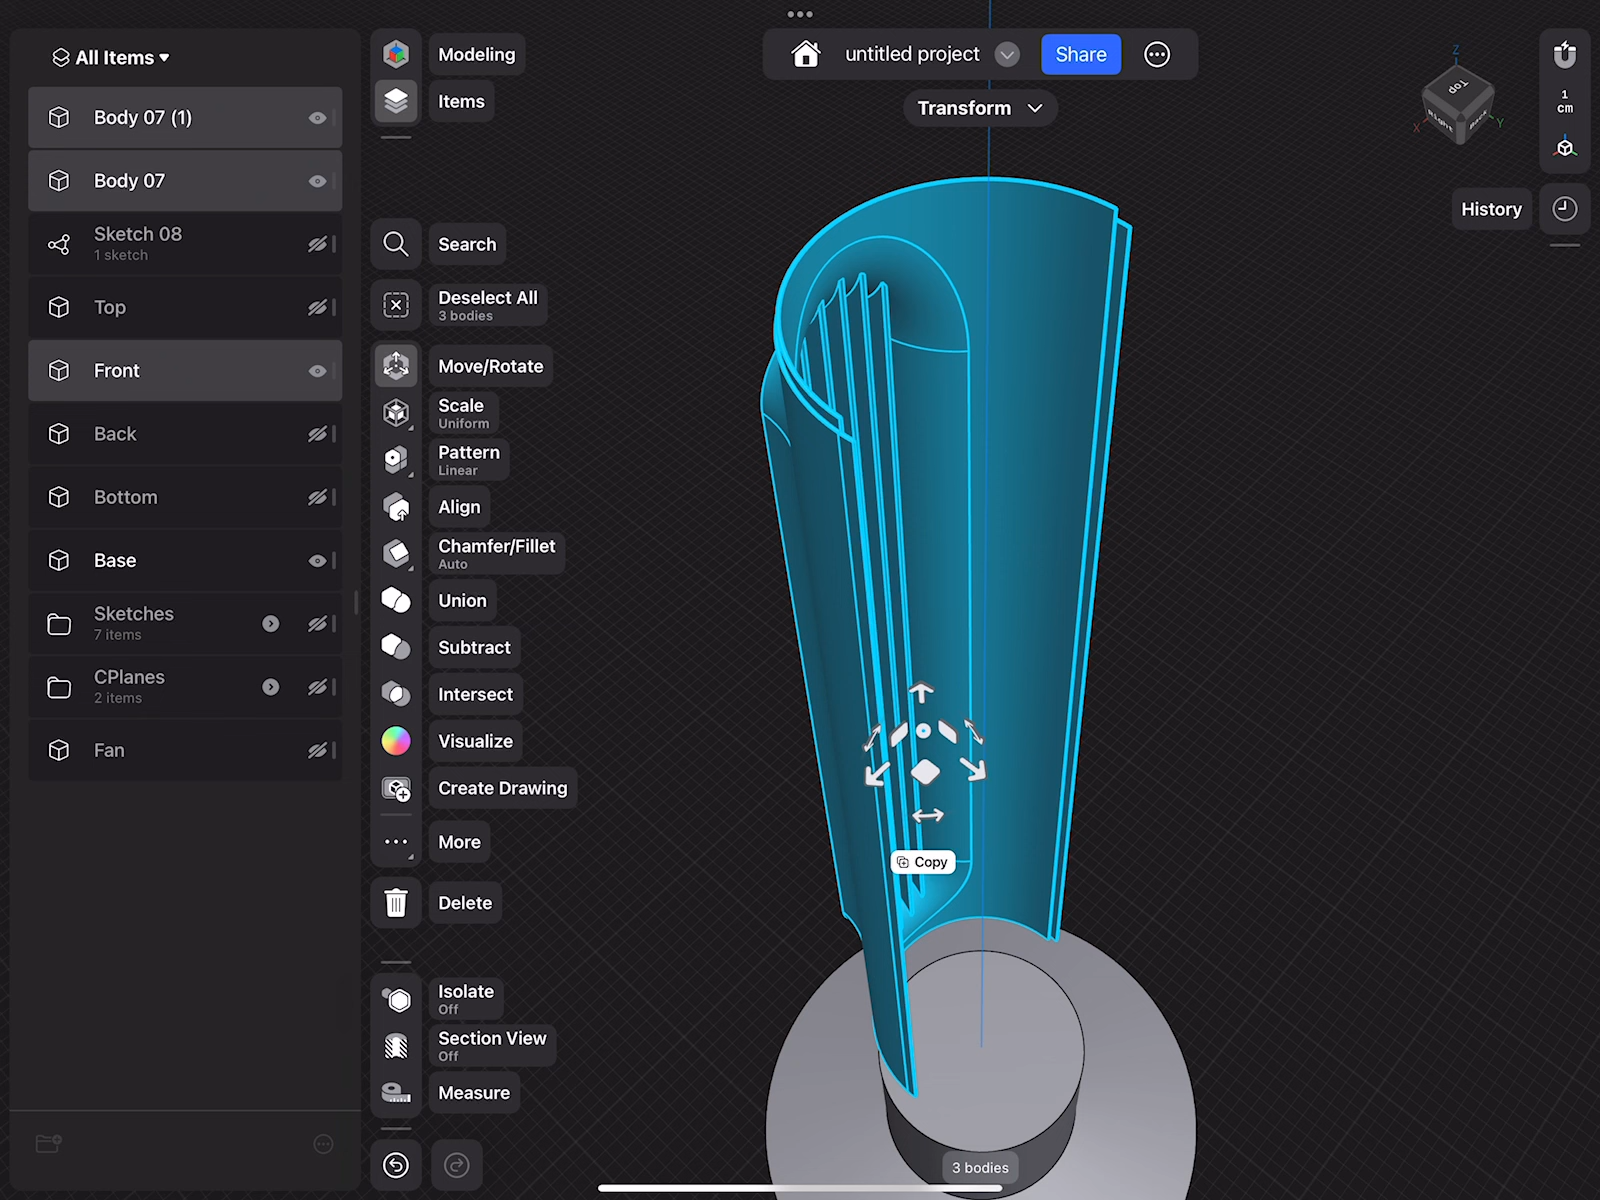 All Items
Body 07 (1)
Body 07
Sketch 08
1 sketch
Top
Front
Back
Bottom
Base
Sketches
7 items
CPlanes
2 items
Fan
Modeling
Items
Search
Deselect All
3 bodies
Move/Rotate
Scale
Uniform
Pattern
Linear
Align
Chamfer/Fillet
Auto
Union
Subtract
Intersect
Visualize
Create Drawing
More
Delete
Isolate
Off
Section View
Off
Measure
untitled project
Share
Transform
Copy
3 bodies
Z
Top
Right
Back
X
Y
1
cm
History